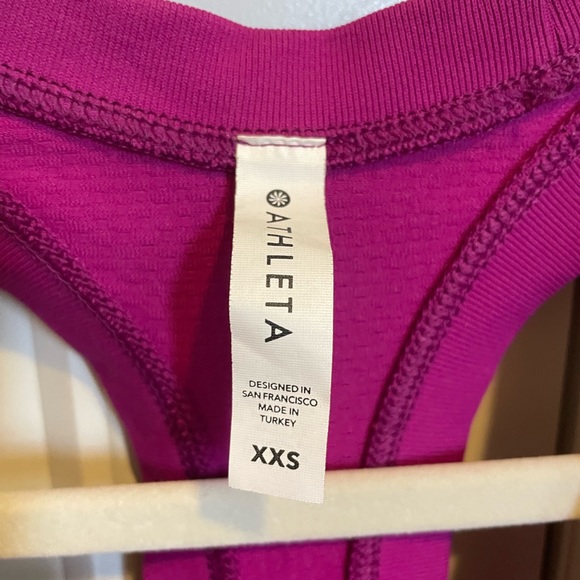 ATHLETA
DESIGNED IN
SAN FRANCISCO
MADE IN
TURKEY
XXS